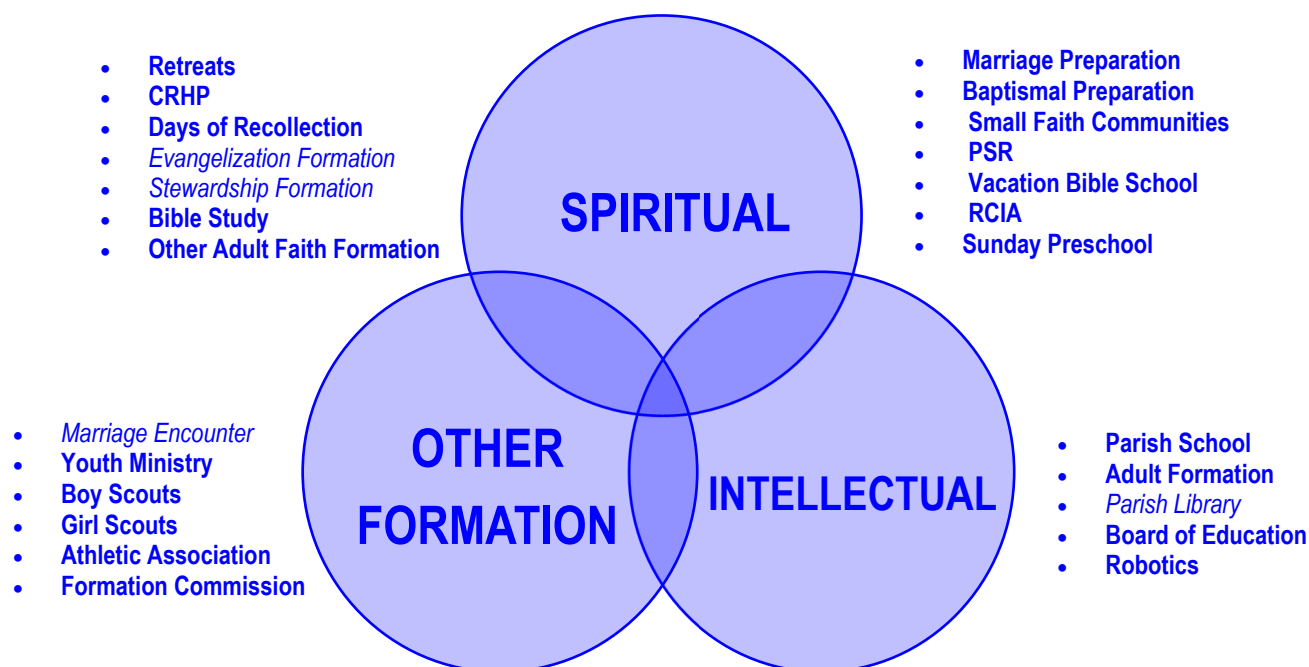 • Retreats
• CRHP
• Days of Recollection
• Evangelization Formation
• Stewardship Formation
• Bible Study
• Other Adult Faith Formation
SPIRITUAL
• Marriage Preparation
• Baptismal Preparation
• Small Faith Communities
• PSR
• Vacation Bible School
• RCIA
• Sunday Preschool
• Marriage Encounter
• Youth Ministry
• Boy Scouts
• Girl Scouts
• Athletic Association
• Formation Commission
OTHER
FORMATION
INTELLECTUAL
• Parish School
• Adult Formation
• Parish Library
• Board of Education
• Robotics